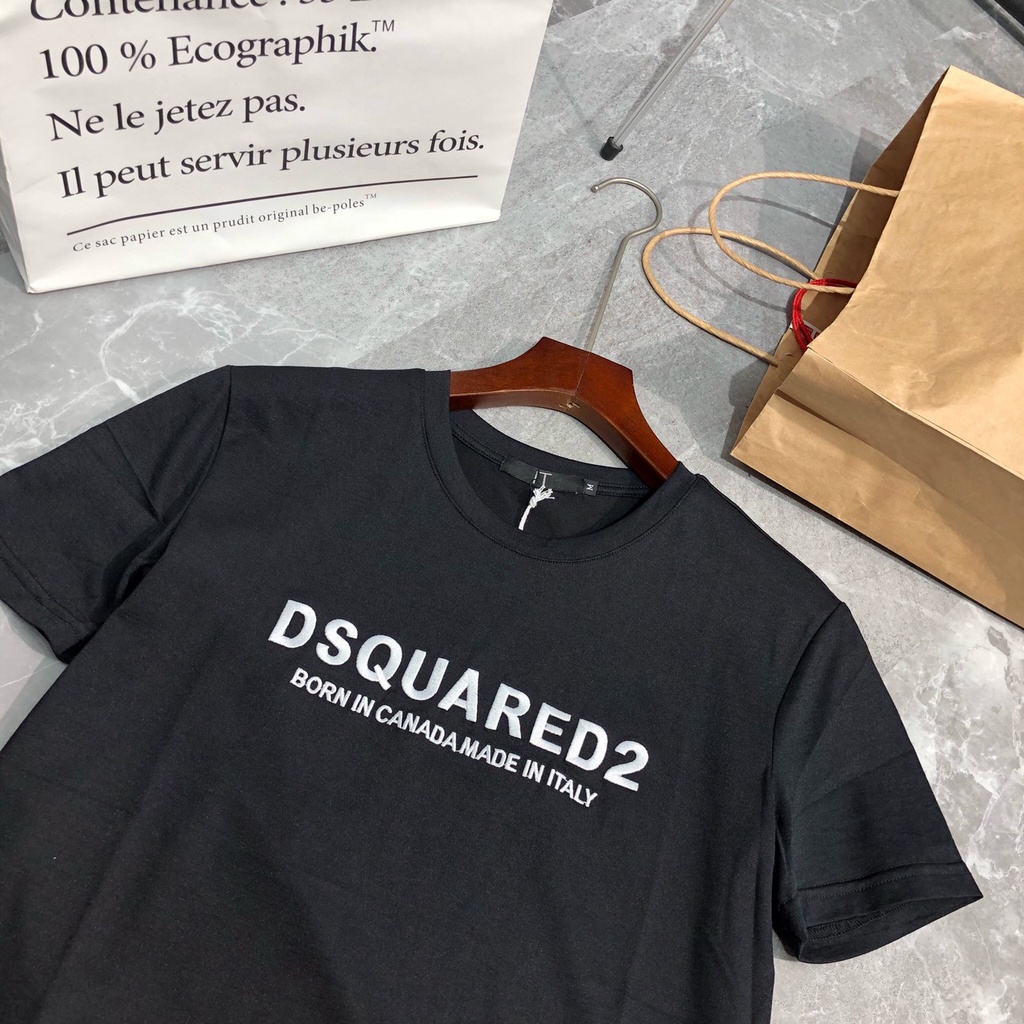 100 % Ecographik.™
Ne le jetez pas.
Il peut servir plusieurs fois.
Ce sac papier est un prudit original be-poles™
M
DSQUARED2
BORN IN CANADA.MADE IN ITALY